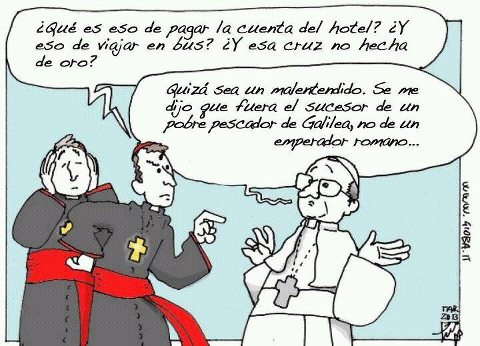 ¿Qué es eso de pagar la cuenta del hotel? ¿Y
eso de viajar en bus? ¿Y esa cruz no hecha
de oro?
Quizá sea un malentendido. Se me
dijo que fuera el sucesor de un
pobre pescador de Galilea, no de un
emperador romano...
www.gioba.it
MAR
2013